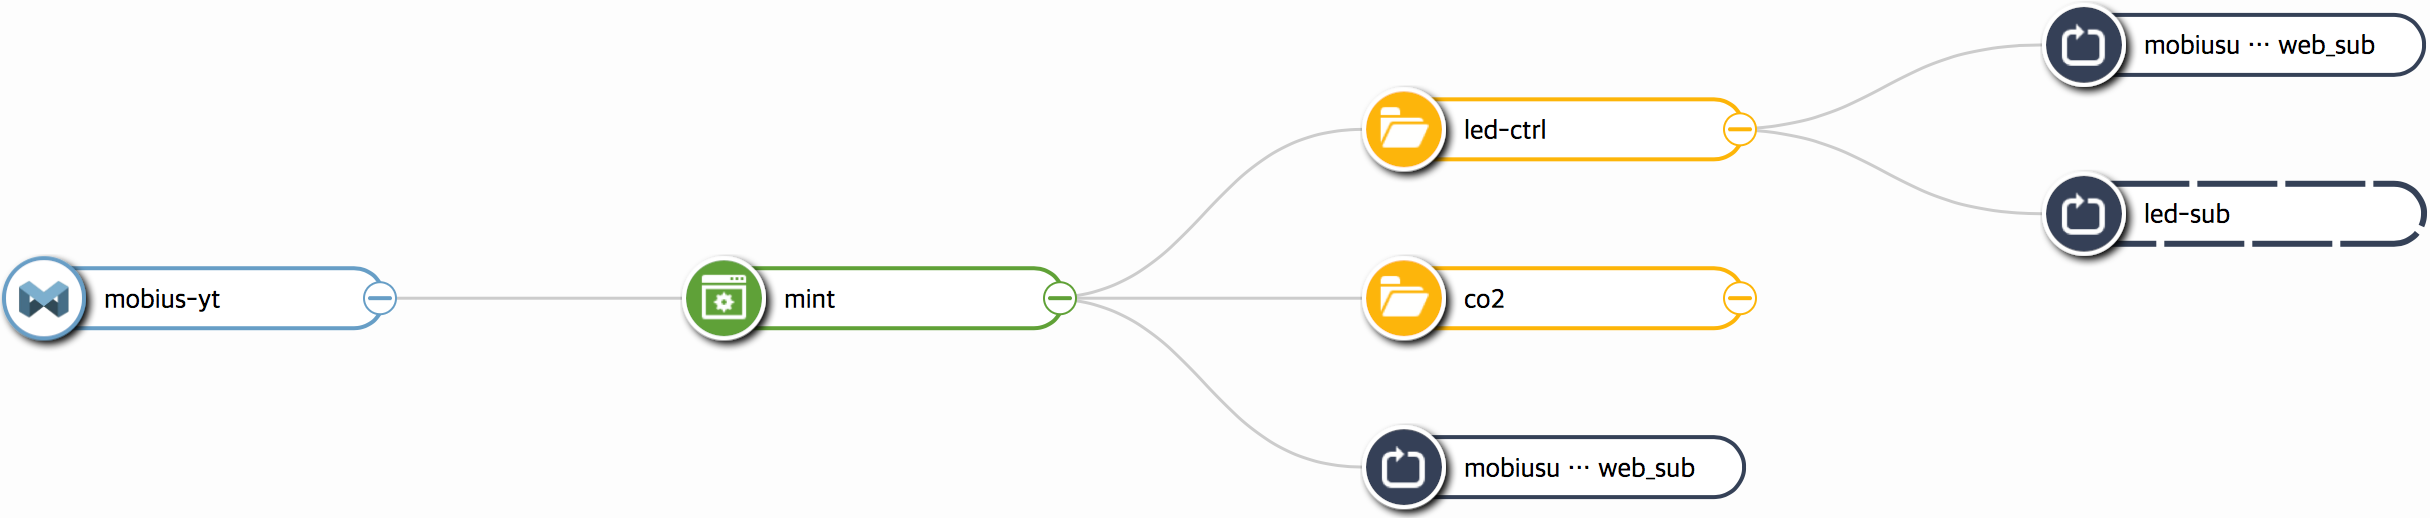 mobiusu ··· web_sub
led-ctrl
led-sub
mobius-yt
mint
co2
mobiusu ··· web_sub